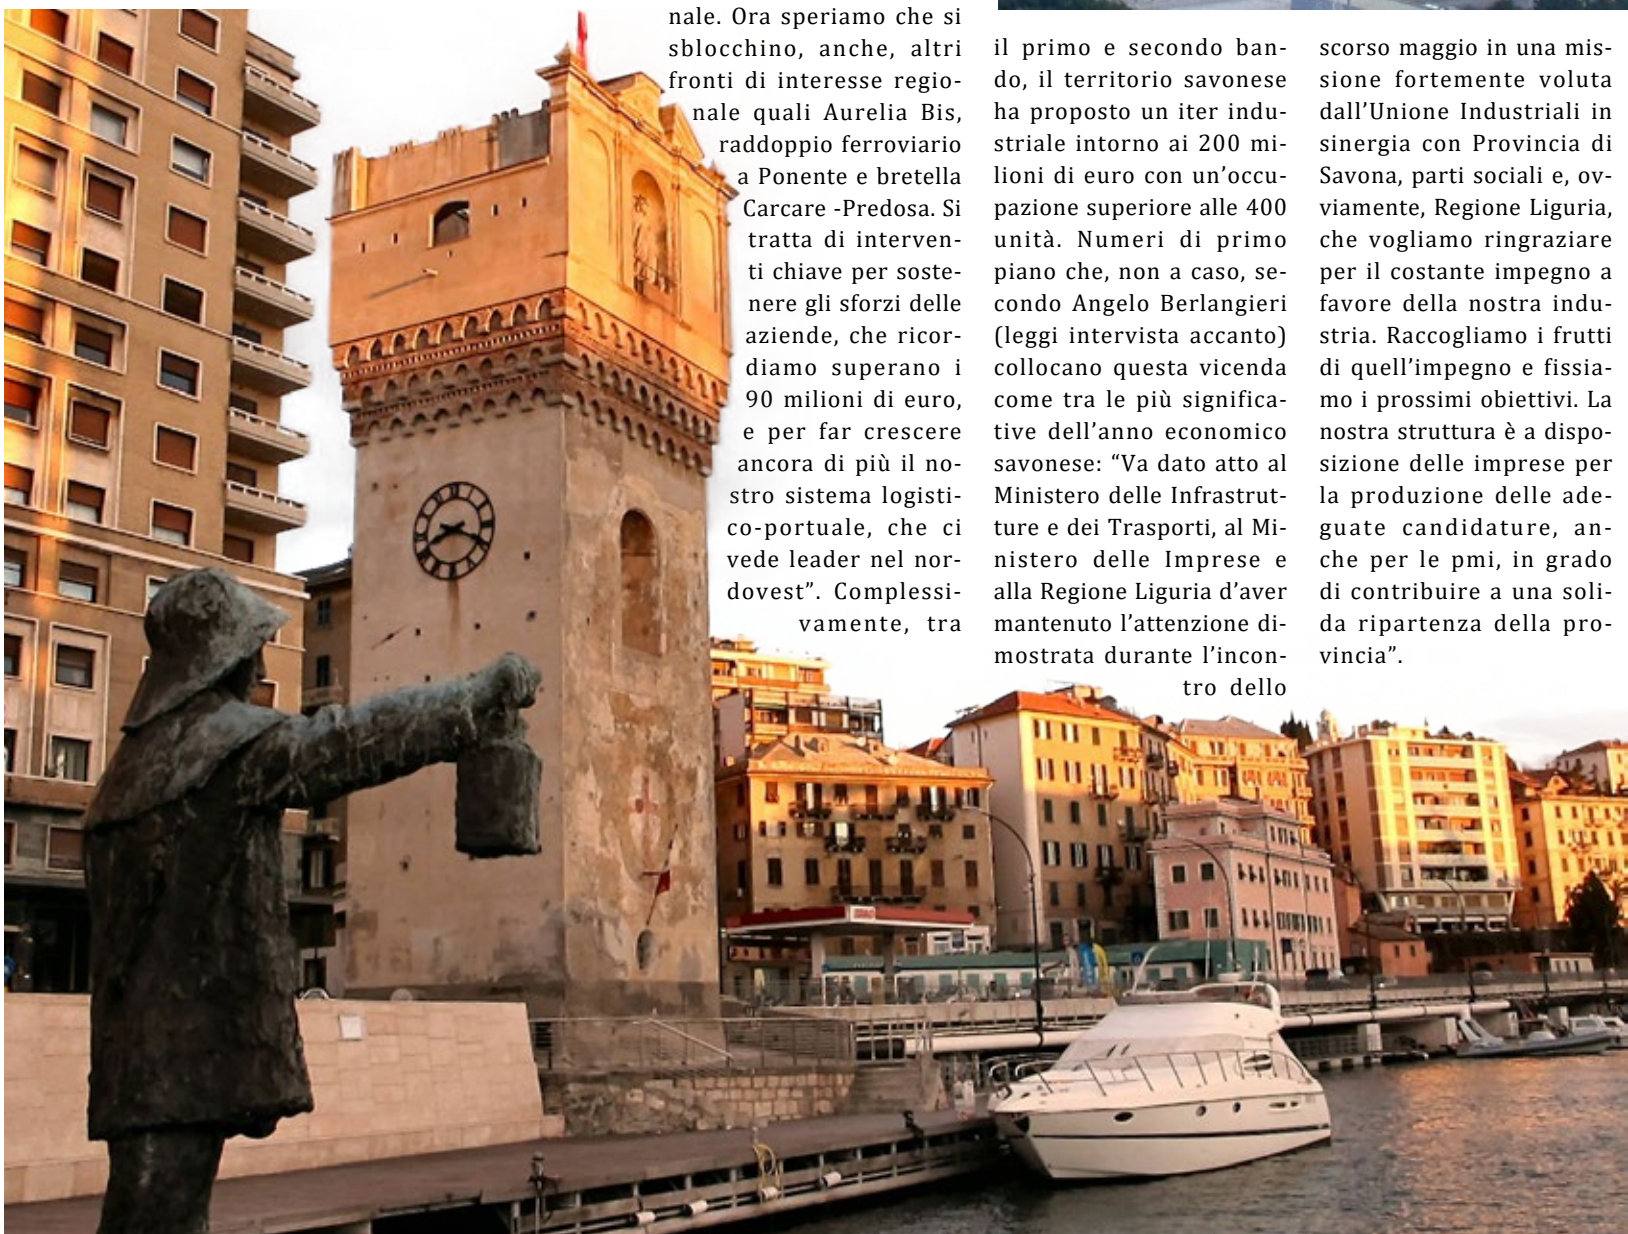 nale. Ora speriamo che si
sblocchino, anche, altri
fronti di interesse regio-
nale quali Aurelia Bis,
raddoppio ferroviario
a Ponente e bretella
Carcare -Predosa. Si
tratta di interven-
ti chiave per soste-
nere gli sforzi delle
aziende, che ricor-
diamo superano i
90 milioni di euro,
e per far crescere
ancora di più il no-
stro sistema logisti-
co-portuale, che ci
vede leader nel nor-
dovest”. Complessi-
vamente, tra
il primo e secondo ban-
do, il territorio savonese
ha proposto un iter indu-
striale intorno ai 200 mi-
lioni di euro con un’occu-
pazione superiore alle 400
unità. Numeri di primo
piano che, non a caso, se-
condo Angelo Berlangieri
(leggi intervista accanto)
collocano questa vicenda
come tra le più significa-
tive dell’anno economico
savonese: “Va dato atto al
Ministero delle Infrastrut-
ture e dei Trasporti, al Mi-
nistero delle Imprese e
alla Regione Liguria d’aver
mantenuto l’attenzione di-
mostrata durante l’incon-
tro dello
scorso maggio in una mis-
sione fortemente voluta
dall’Unione Industriali in
sinergia con Provincia di
Savona, parti sociali e, ov-
viamente, Regione Liguria,
che vogliamo ringraziare
per il costante impegno a
favore della nostra indu-
stria. Raccogliamo i frutti
di quell’impegno e fissia-
mo i prossimi obiettivi. La
nostra struttura è a dispo-
sizione delle imprese per
la produzione delle ade-
guate candidature, an-
che per le pmi, in grado
di contribuire a una soli-
da ripartenza della pro-
vincia”.